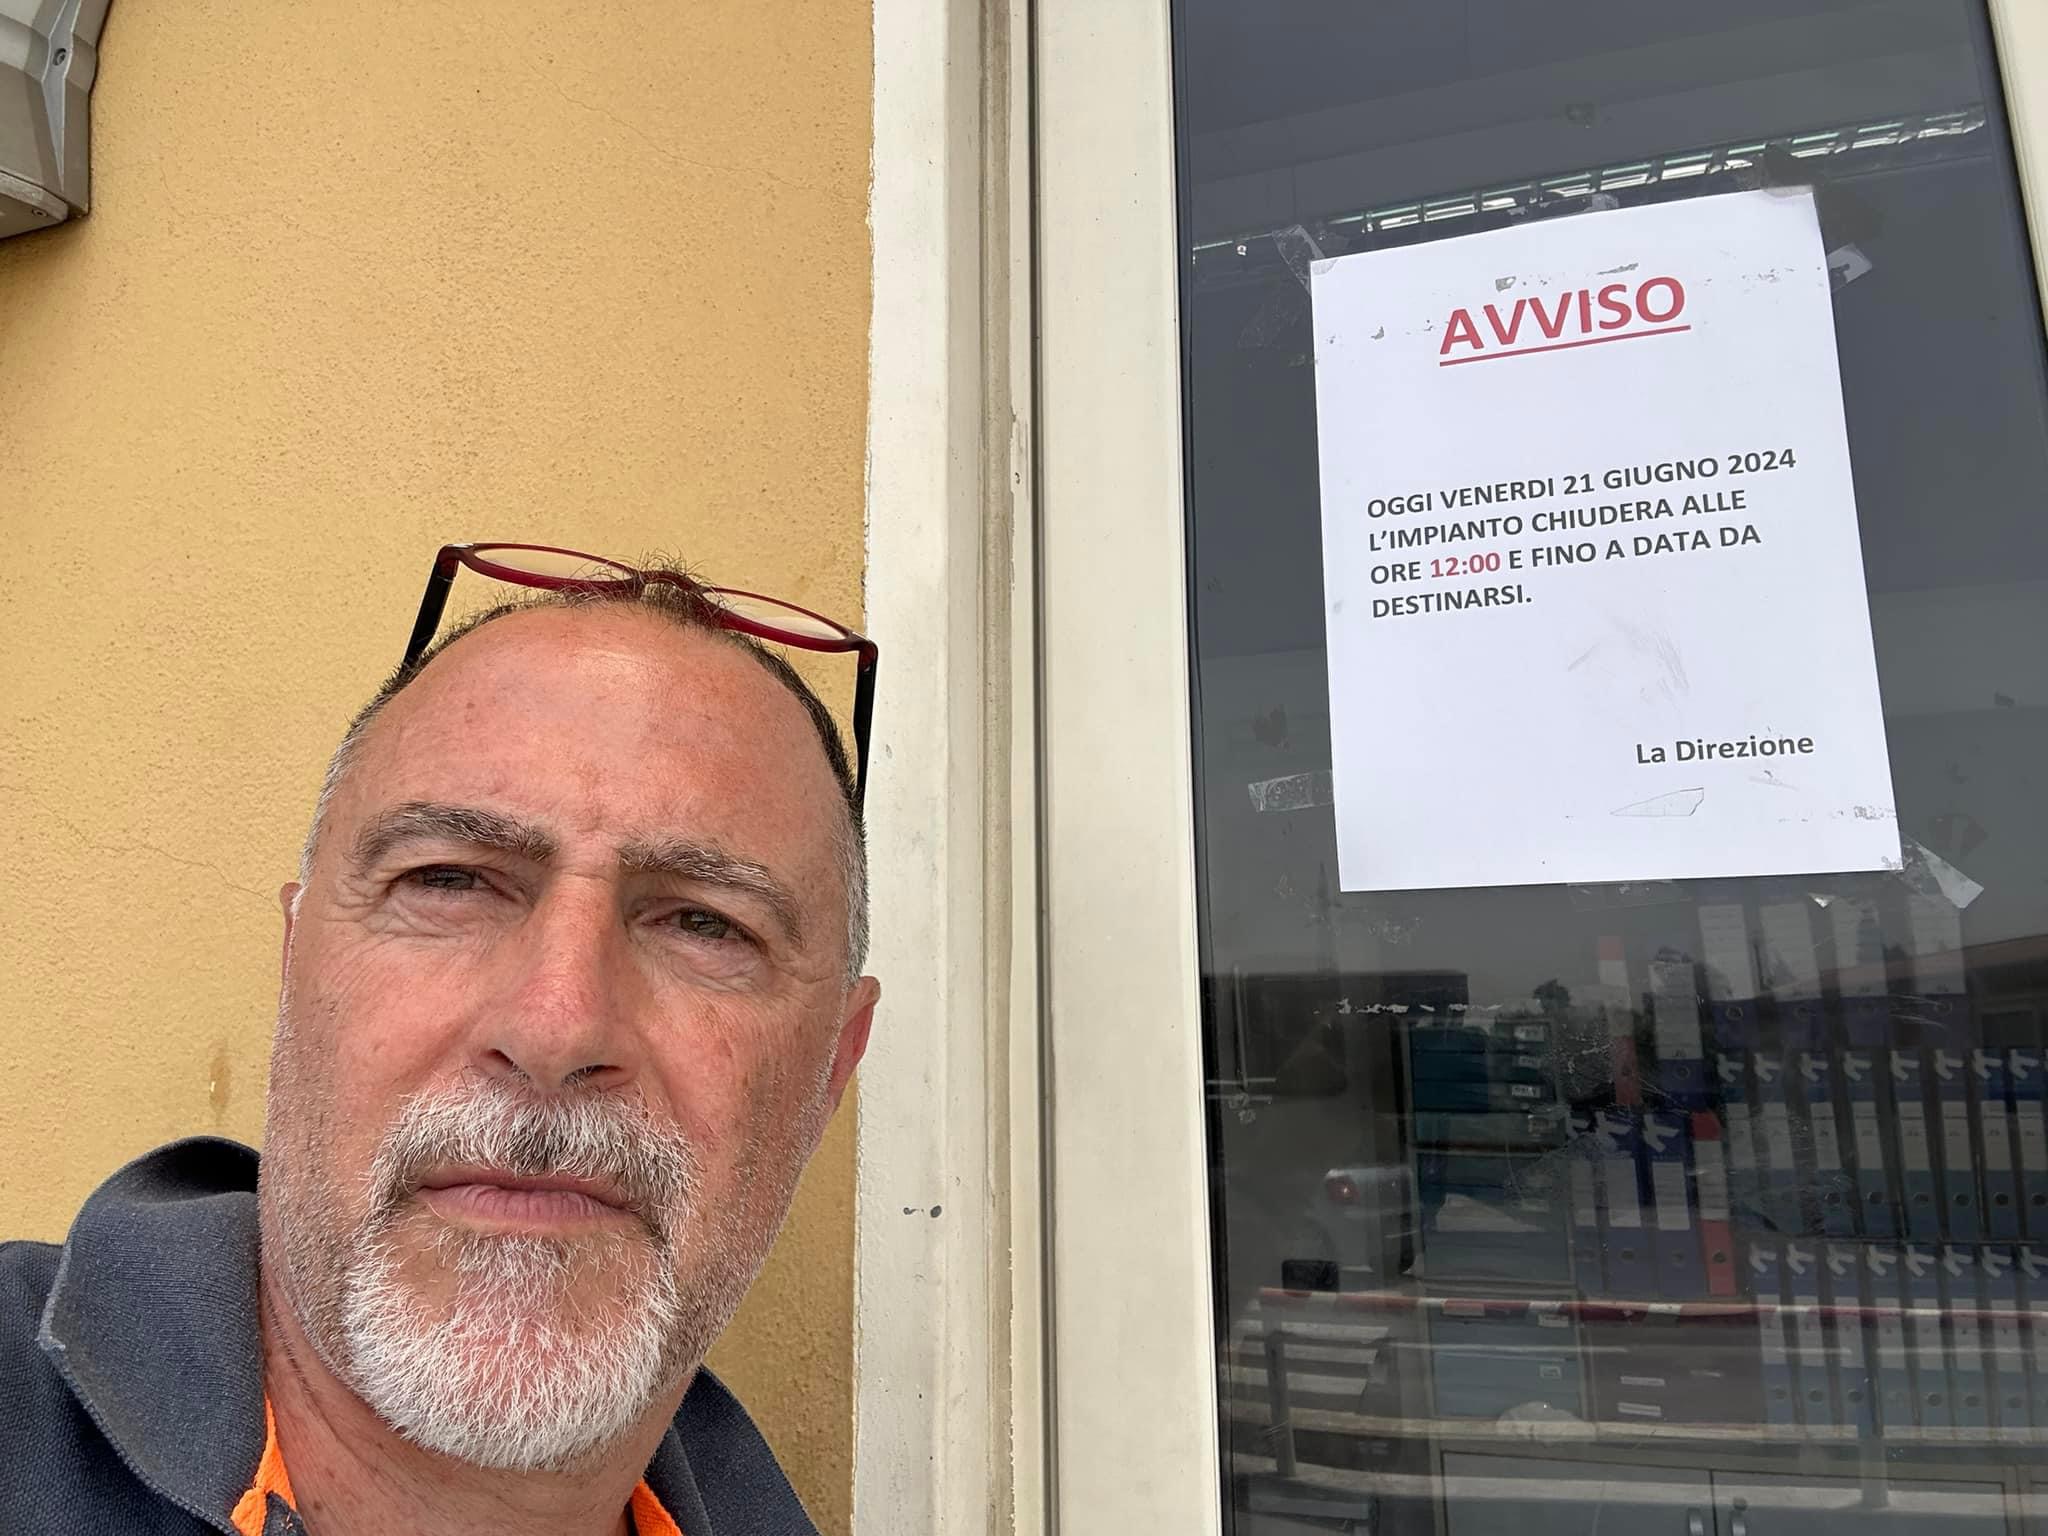 AVVISO
OGGI VENERDI 21 GIUGNO 2024
L'IMPIANTO CHIUDERA ALLE
ORE 12:00 E FINO A DATA DA
DESTINARSI.
La Direzione